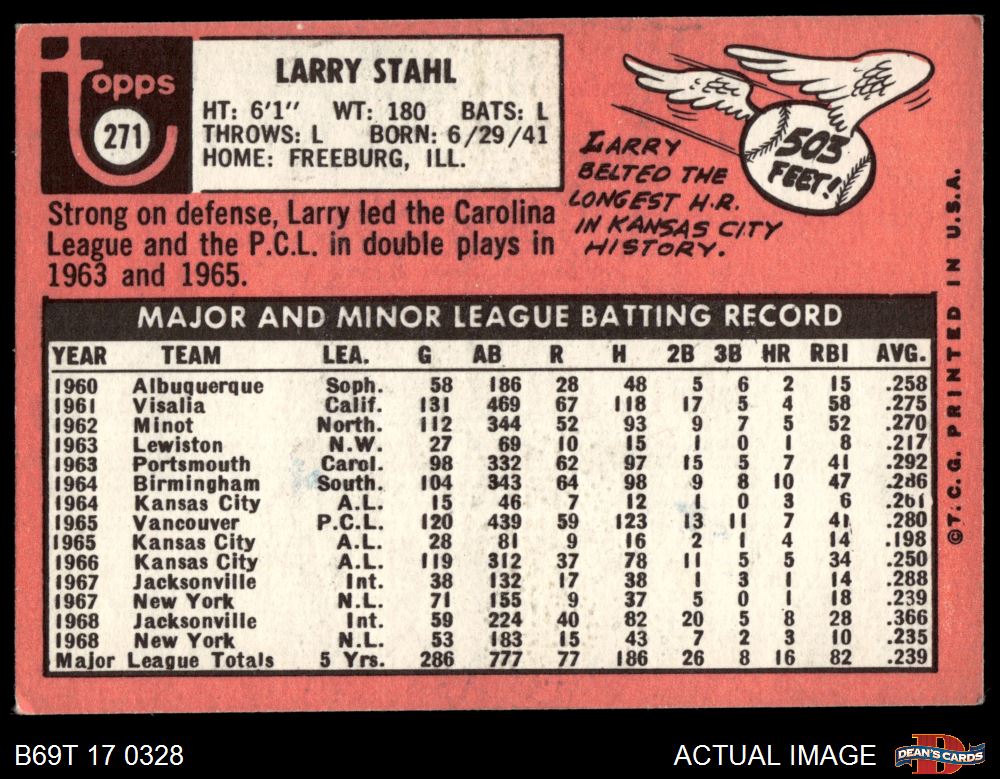 topps
271
LARRY STAHL
HT: 6'1" WT: 180 BATS: L
THROWS: L BORN: 6/29/41
HOME: FREEBURG, ILL.
Strong on defense, Larry led the Carolina
League and the P.C.L. in double plays in
1963 and 1965.
LARRY
BELTED THE
LONGEST H.R.
IN KANSAS CITY
HISTORY.
503
FEET!
MAJOR AND MINOR LEAGUE BATTING RECORD
YEAR TEAM LEA. G AB R H 2B 3B HR RBI AVG.
1960 Albuquerque Soph. 58 186 28 48 5 6 2 15 .258
1961 Visalia Calif. 131 469 67 118 17 5 4 58 .275
1962 Minot North. 112 344 52 93 9 7 5 52 .270
1963 Lewiston N.W. 27 69 10 15 1 0 1 8 .217
1963 Portsmouth Carol. 98 332 62 97 15 5 7 41 .292
1964 Birmingham South. 104 343 64 98 9 8 10 47 .286
1964 Kansas City A.L. 15 46 7 12 1 0 3 6 .261
1965 Vancouver P.C.L. 120 439 59 123 13 11 7 41 .280
1965 Kansas City A.L. 28 81 9 16 2 1 4 14 .198
1966 Kansas City A.L. 119 312 37 78 11 5 5 34 .250
1967 Jacksonville Int. 38 132 17 38 1 3 1 14 .288
1967 New York N.L. 71 155 9 37 5 0 1 18 .239
1968 Jacksonville Int. 59 224 40 82 20 5 8 28 .366
1968 New York N.L. 53 183 15 43 7 2 3 10 .235
Major League Totals 5 Yrs. 286 777 77 186 26 8 16 82 .239
©T.C.G. PRINTED IN U.S.A.
B69T 17 0328
ACTUAL IMAGE
DEAN'S CARDS